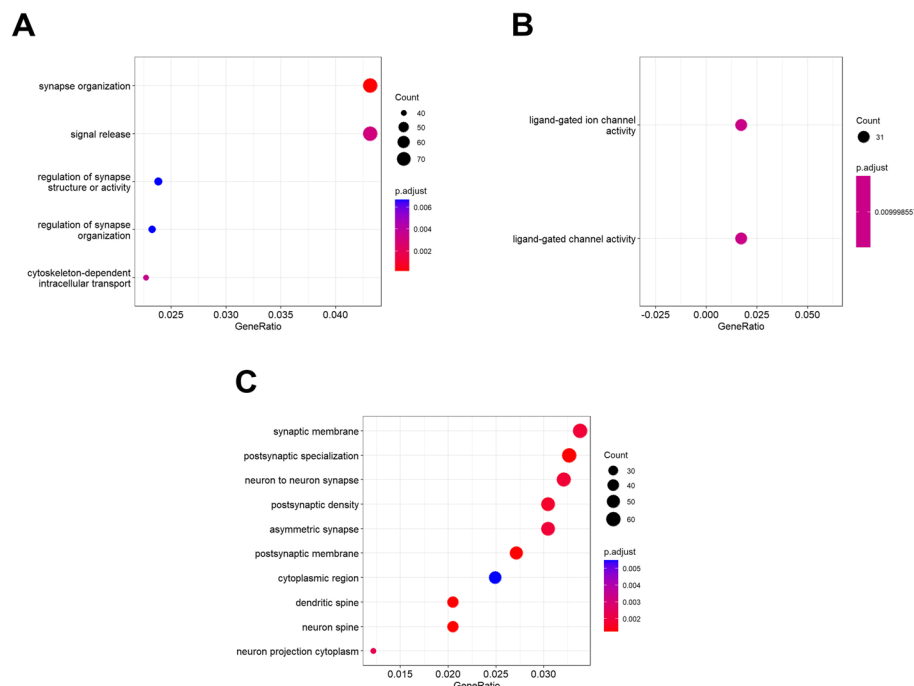 A
synapse organization
signal release
regulation of synapse
structure or activity
regulation of synapse
organization
cytoskeleton-dependent
intracellular transport
0.025 0.030 0.035 0.040
GeneRatio
Count
40
50
60
70
p.adjust
0.006
0.004
0.002
B
ligand-gated ion channel
activity
ligand-gated channel activity
-0.025 0.000 0.025 0.050
GeneRatio
Count
31
p.adjust
0.00999855
C
synaptic membrane
postsynaptic specialization
neuron to neuron synapse
postsynaptic density
asymmetric synapse
postsynaptic membrane
cytoplasmic region
dendritic spine
neuron spine
neuron projection cytoplasm
0.015 0.020 0.025 0.030
GeneRatio
Count
30
40
50
60
p.adjust
0.005
0.004
0.003
0.002